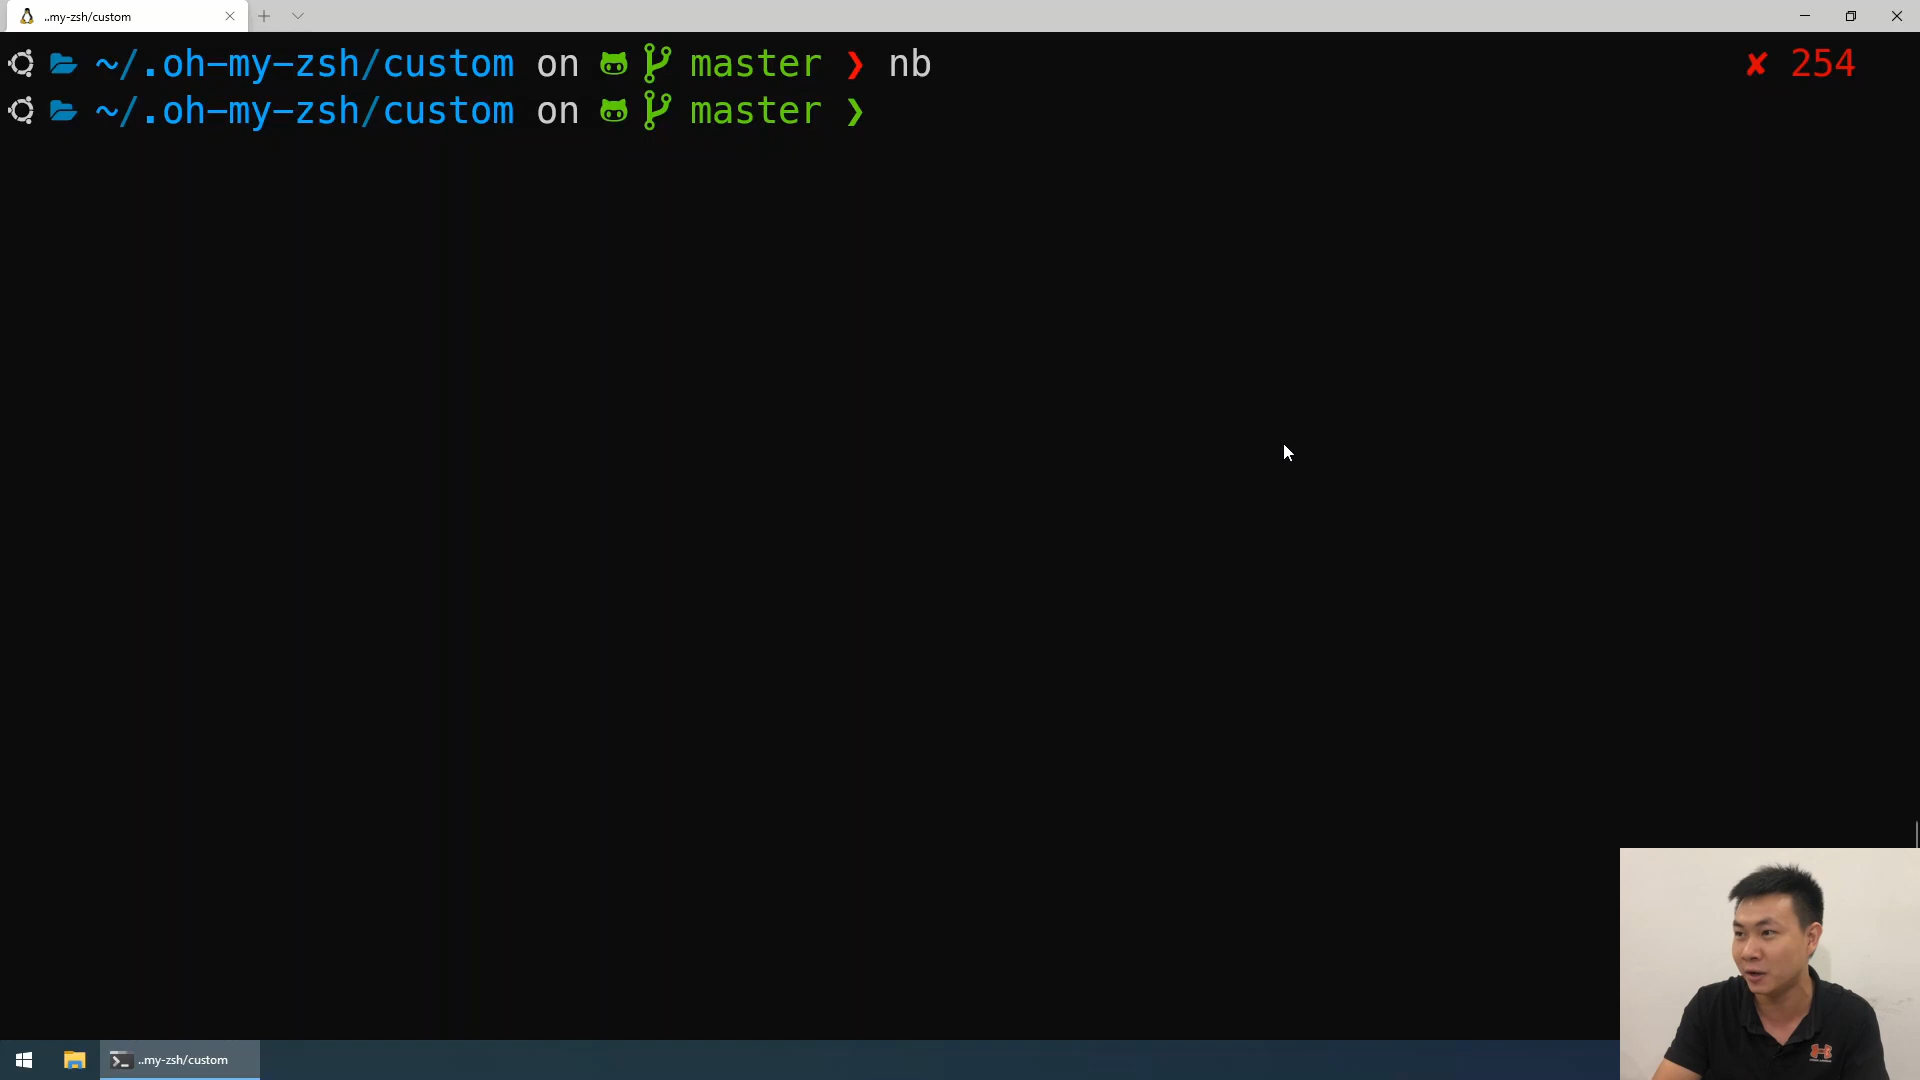 ..my-zsh/custom
~/.oh-my-zsh/custom on master ❯ nb ✘ 254
~/.oh-my-zsh/custom on master ❯
..my-zsh/custom